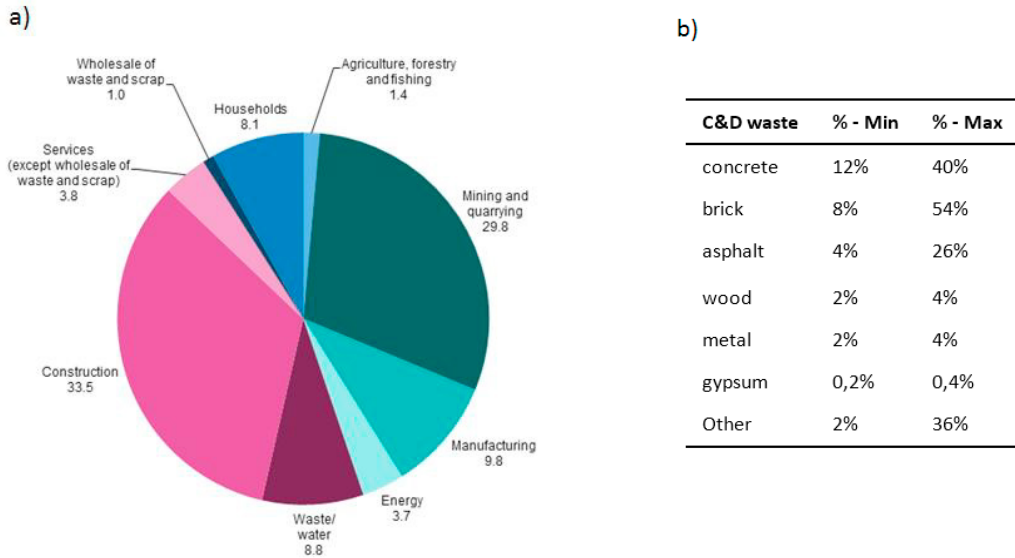 a)
Wholesale of
waste and scrap
1.0
Households
8.1
Agriculture, forestry
and fishing
1.4
Services
(except wholesale of
waste and scrap)
3.8
Mining and
quarrying
29.8
Construction
33.5
Manufacturing
9.8
Energy
3.7
Waste/
water
8.8
b)
C&D waste % - Min % - Max
concrete 12% 40%
brick 8% 54%
asphalt 4% 26%
wood 2% 4%
metal 2% 4%
gypsum 0,2% 0,4%
Other 2% 36%